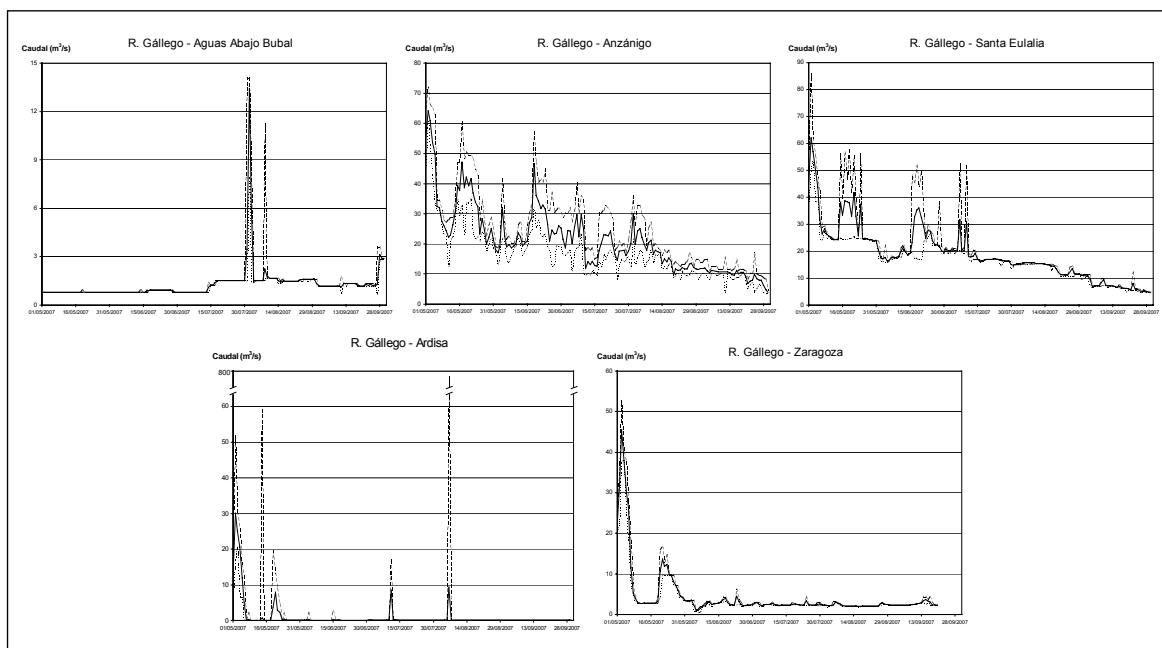 R. Gállego - Aguas Abajo Bubal
Caudal (m³/s)
15
12
9
6
3
0
01/05/2007 16/05/2007 31/05/2007 15/06/2007 30/06/2007 15/07/2007 30/07/2007 14/08/2007 29/08/2007 13/09/2007 28/09/2007
R. Gállego - Anzánigo
Caudal (m³/s)
80
70
60
50
40
30
20
10
0
01/05/2007 16/05/2007 31/05/2007 15/06/2007 30/06/2007 15/07/2007 30/07/2007 14/08/2007 29/08/2007 13/09/2007 28/09/2007
R. Gállego - Santa Eulalia
Caudal (m³/s)
90
80
70
60
50
40
30
20
10
0
01/05/2007 16/05/2007 31/05/2007 15/06/2007 30/06/2007 15/07/2007 30/07/2007 14/08/2007 29/08/2007 13/09/2007 28/09/2007
R. Gállego - Ardisa
Caudal (m³/s)
800
60
50
40
30
20
10
0
01/05/2007 16/05/2007 31/05/2007 15/06/2007 30/06/2007 15/07/2007 30/07/2007 14/08/2007 29/08/2007 13/09/2007 28/09/2007
R. Gállego - Zaragoza
Caudal (m³/s)
60
50
40
30
20
10
0
01/05/2007 16/05/2007 31/05/2007 15/06/2007 30/06/2007 15/07/2007 30/07/2007 14/08/2007 29/08/2007 13/09/2007 28/09/2007